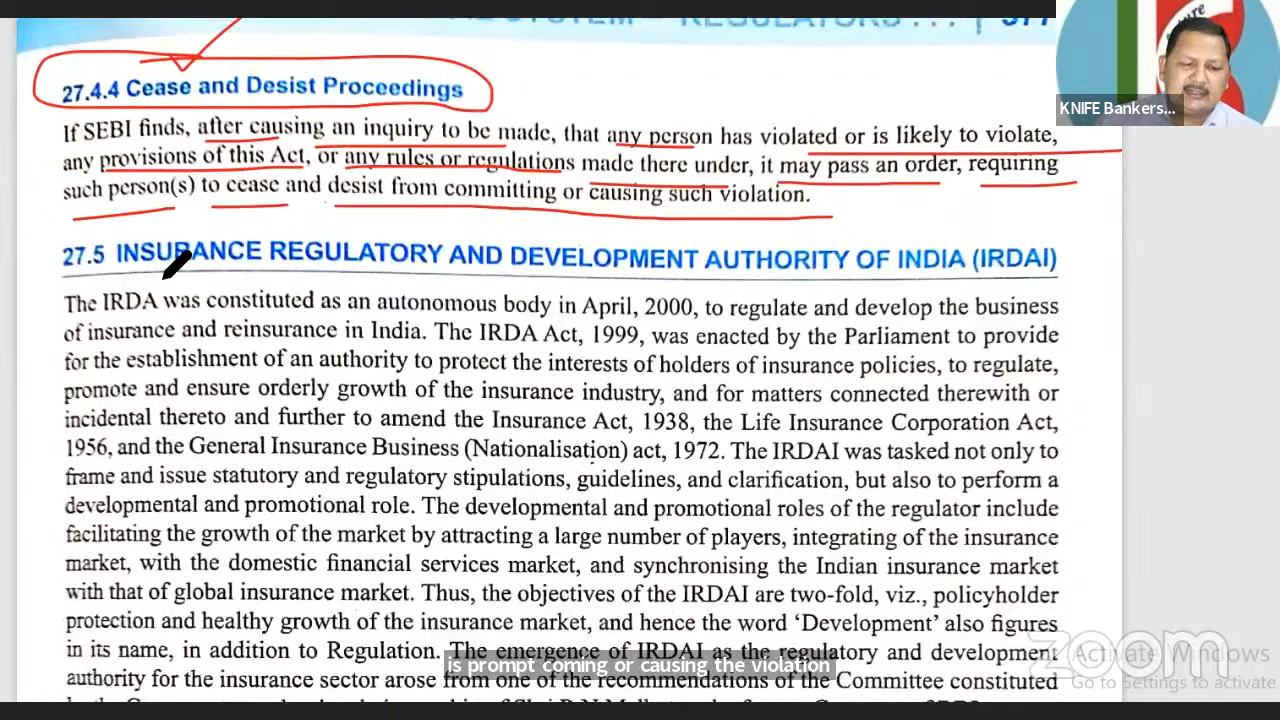 REGULATORS . . . | 377
KNIFE Bankers...
27.4.4 Cease and Desist Proceedings
If SEBI finds, after causing an inquiry to be made, that any person has violated or is likely to violate,
any provisions of this Act, or any rules or regulations made there under, it may pass an order, requiring
such person(s) to cease and desist from committing or causing such violation.
27.5 INSURANCE REGULATORY AND DEVELOPMENT AUTHORITY OF INDIA (IRDAI)
The IRDA was constituted as an autonomous body in April, 2000, to regulate and develop the business
of insurance and reinsurance in India. The IRDA Act, 1999, was enacted by the Parliament to provide
for the establishment of an authority to protect the interests of holders of insurance policies, to regulate,
promote and ensure orderly growth of the insurance industry, and for matters connected therewith or
incidental thereto and further to amend the Insurance Act, 1938, the Life Insurance Corporation Act,
1956, and the General Insurance Business (Nationalisation) act, 1972. The IRDAI was tasked not only to
frame and issue statutory and regulatory stipulations, guidelines, and clarification, but also to perform a
developmental and promotional role. The developmental and promotional roles of the regulator include
facilitating the growth of the market by attracting a large number of players, integrating of the insurance
market, with the domestic financial services market, and synchronising the Indian insurance market
with that of global insurance market. Thus, the objectives of the IRDAI are two-fold, viz., policyholder
protection and healthy growth of the insurance market, and hence the word ‘Development’ also figures
in its name, in addition to Regulation. The emergence of IRDAI as the regulatory and development
is prompt coming or causing the violation
authority for the insurance sector arose from one of the recommendations of the Committee constituted
zoom
Activate Windows
Go to Settings to activate